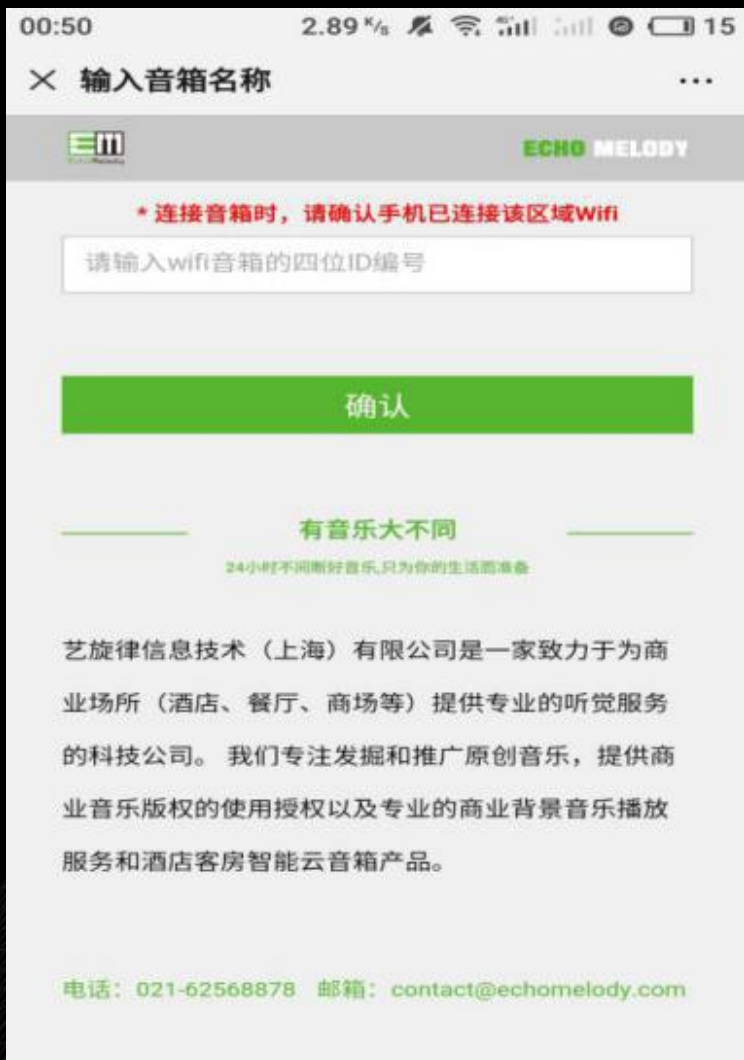 00:50 2.89 K/s 15
× 输入音箱名称 ...
EM ECHO MELODY
* 连接音箱时，请确认手机已连接该区域Wifi
请输入wifi音箱的四位ID编号
确认
有音乐大不同
24小时不间断好音乐,只为你的生活而准备
艺旋律信息技术（上海）有限公司是一家致力于为商
业场所（酒店、餐厅、商场等）提供专业的听觉服务
的科技公司。 我们专注发掘和推广原创音乐，提供商
业音乐版权的使用授权以及专业的商业背景音乐播放
服务和酒店客房智能云音箱产品。
电话：021-62568878 邮箱：contact@echomelody.com